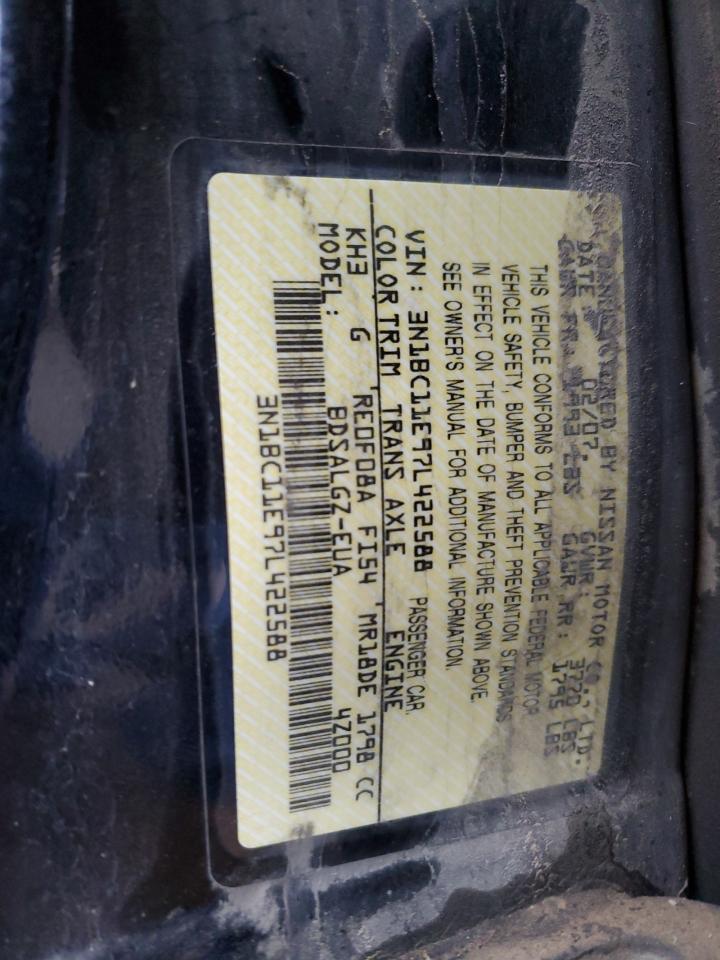 MANUFACTURED BY NISSAN MOTOR CO., LTD.
DATE: 02/07. GVWR: 3720 LBS
GAWR FR: 1993 LBS GAWR RR: 1795 LBS
THIS VEHICLE CONFORMS TO ALL APPLICABLE FEDERAL MOTOR
VEHICLE SAFETY, BUMPER AND THEFT PREVENTION STANDARDS
IN EFFECT ON THE DATE OF MANUFACTURE SHOWN ABOVE.
SEE OWNER'S MANUAL FOR ADDITIONAL INFORMATION.
VIN: 3N1BC11E97L422588 PASSENGER CAR
COLOR TRIM TRANS AXLE ENGINE
KH3 G RE0F08A FI54 MR18DE 1798 CC
MODEL: BDSALGZ-EUA 4Z000
3N1BC11E97L422588